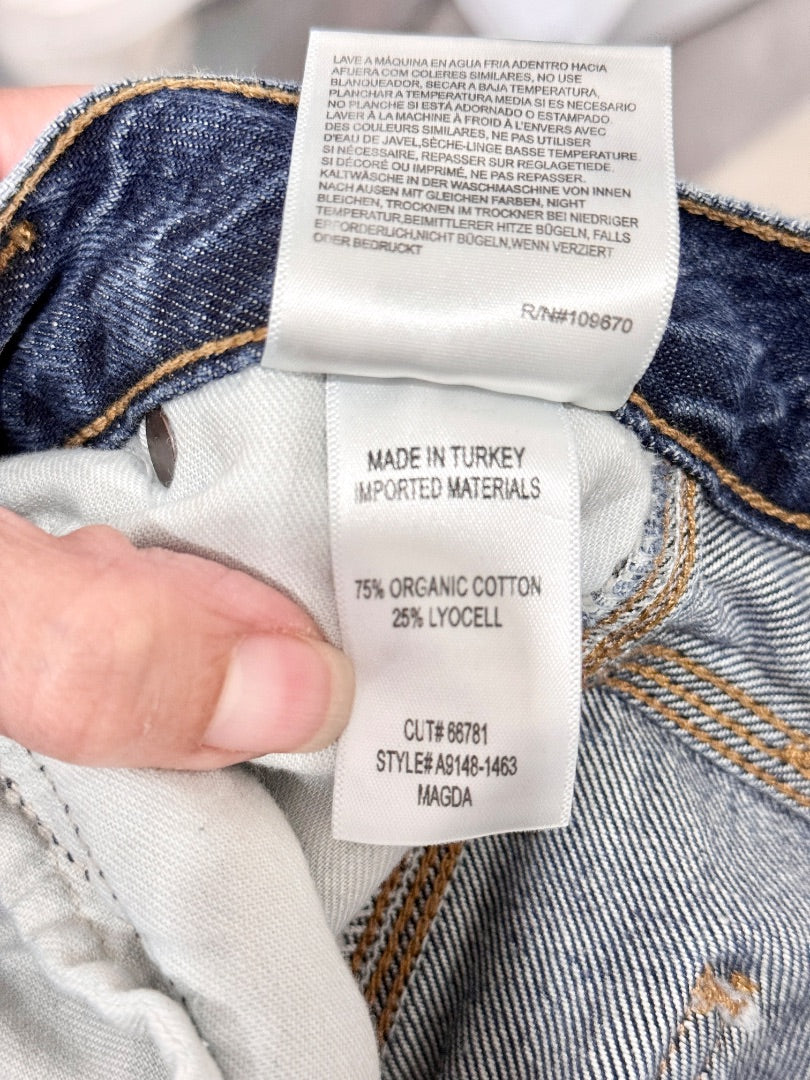 LAVE A MÁQUINA EN AGUA FRIA ADENTRO HACIA
AFUERA COM COLERES SIMILARES, NO USE
BLANQUEADOR, SECAR A BAJA TEMPERATURA,
PLANCHAR A TEMPERATURA MEDIA SI ES NECESARIO
NO PLANCHE SI ESTÁ ADORNADO O ESTAMPADO
LAVER À LA MACHINE À FROID À L'ENVERS AVEC
DES COULEURS SIMILAIRES, NE PAS UTILISER
D'EAU DE JAVEL,SÈCHE-LINGE BASSE TEMPERATURE.
SI NÉCESSAIRE, REPASSER SUR REGLAGETIEDE.
SI DÉCORÉ OU IMPRIMÉ, NE PAS REPASSER.
KALTWÄSCHE IN DER WASCHMASCHINE VON INNEN
NACH AUSEN MIT GLEICHEN FARBEN, NIGHT
BLEICHEN, TROCKNEN IM TROCKNER BEI NIEDRIGER
TEMPERATUR,BEIMITTLERER HITZE BÜGELN, FALLS
ERFORDERLICH,NICHT BÜGELN,WENN VERZIERT
ODER BEDRUCKT
R/N#109670
MADE IN TURKEY
IMPORTED MATERIALS
75% ORGANIC COTTON
25% LYOCELL
CUT# 66781
STYLE# A9148-1463
MAGDA